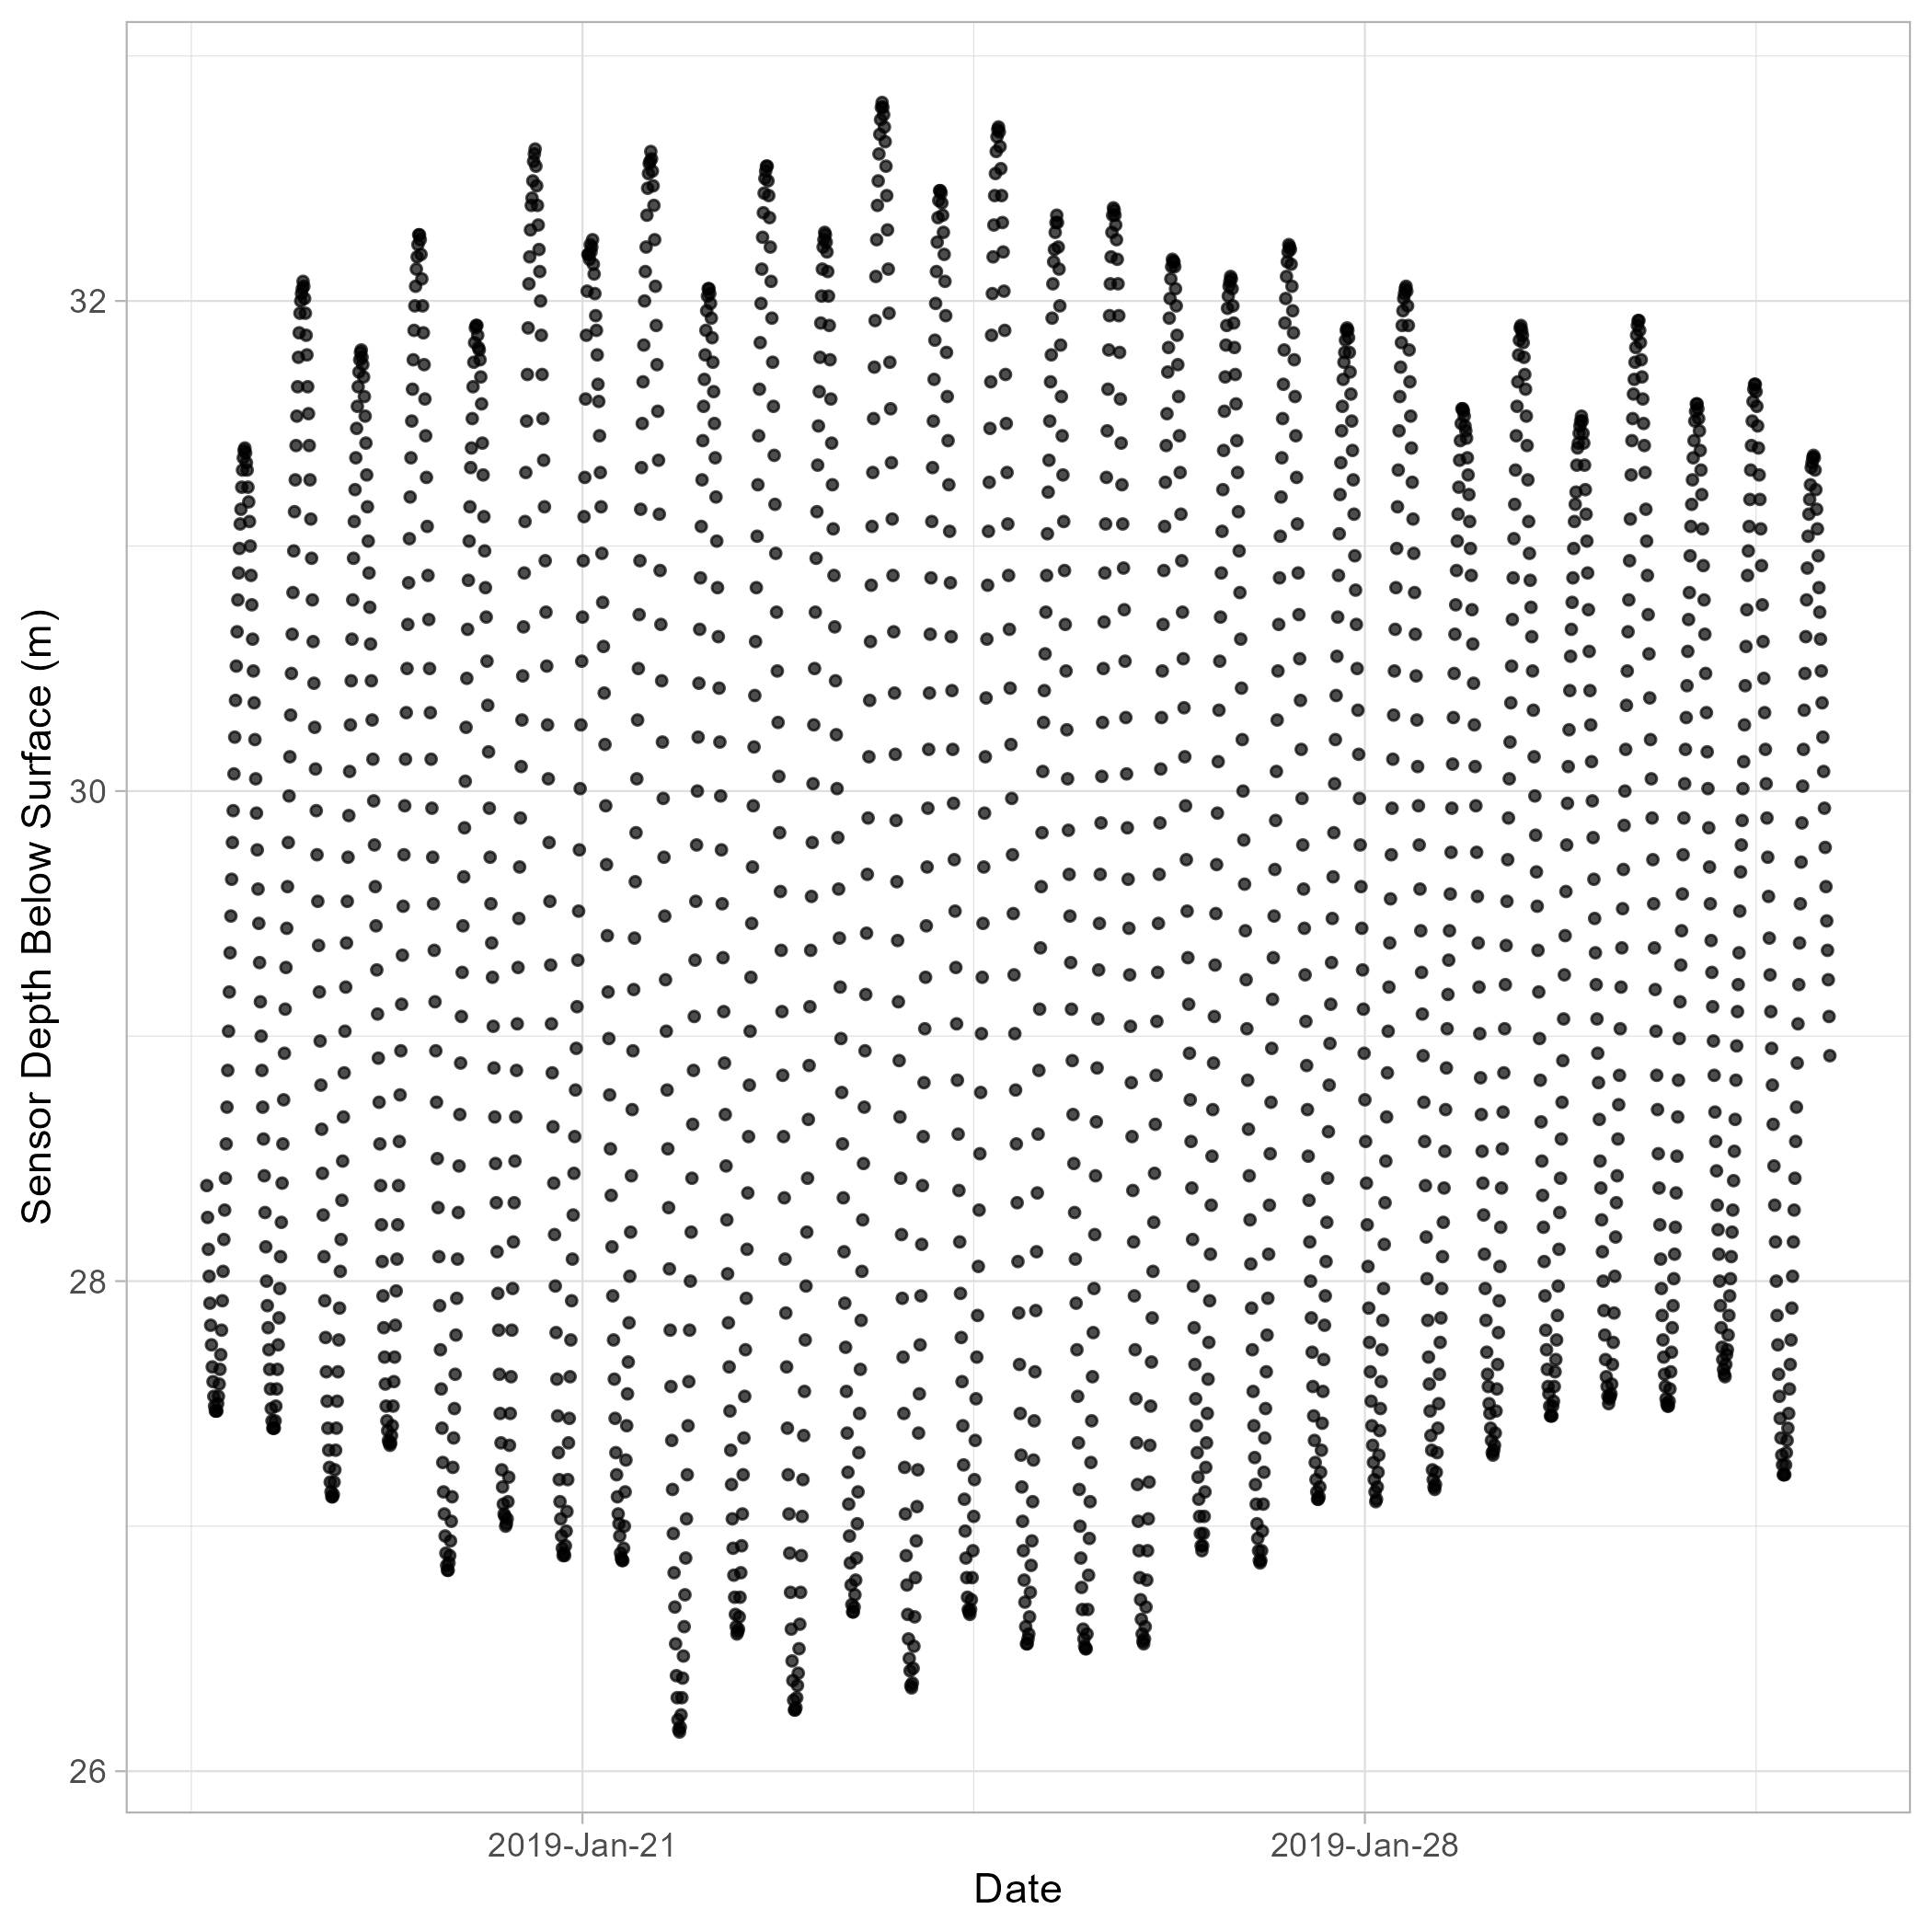 Sensor Depth Below Surface (m)
32
30
28
26
2019-Jan-21
2019-Jan-28
Date